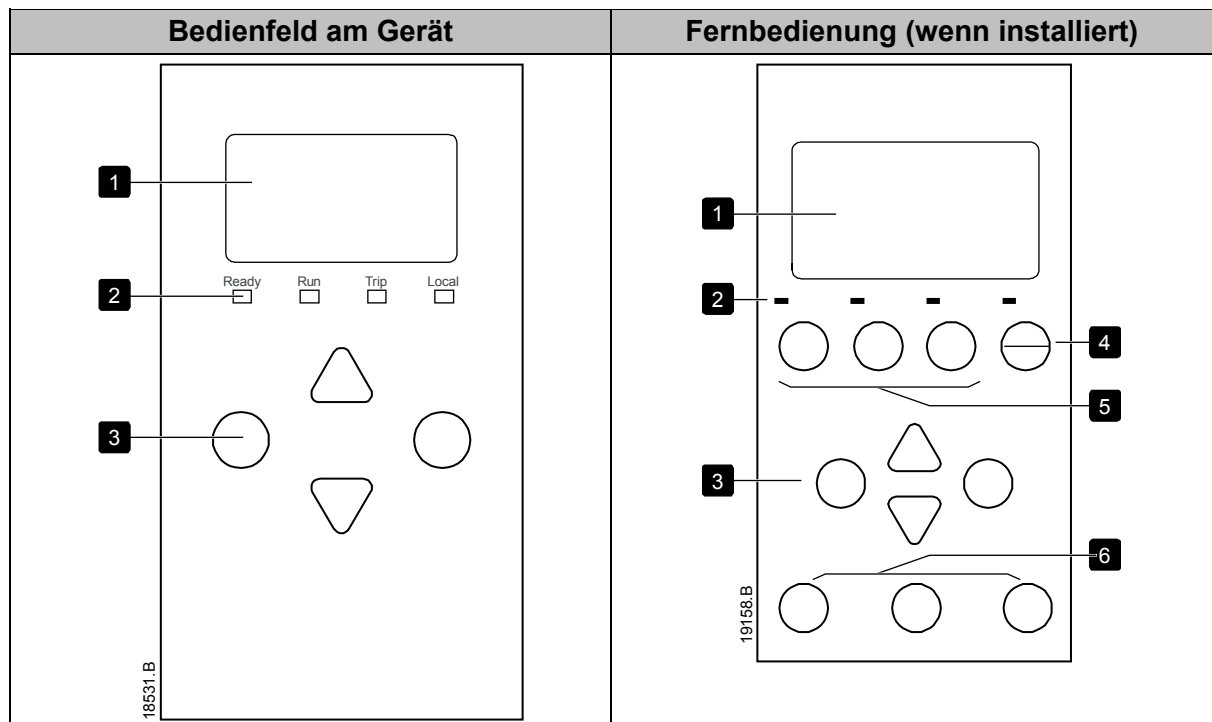 Bedienfeld am Gerät
Fernbedienung (wenn installiert)
1
2
Ready Run Trip Local
3
18531.B
1
2
4
5
3
6
19158.B